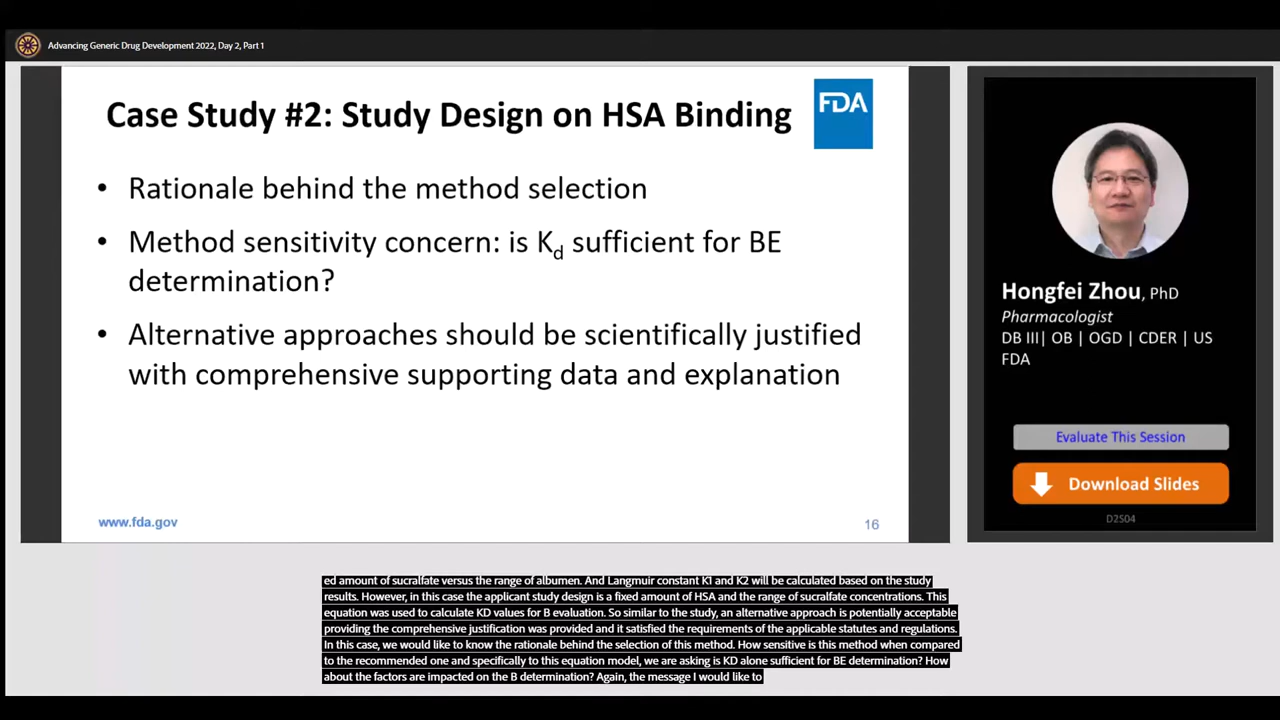 Advancing Generic Drug Development 2022, Day 2, Part 1
Case Study #2: Study Design on HSA Binding
FDA
• Rationale behind the method selection
• Method sensitivity concern: is Kd sufficient for BE
determination?
• Alternative approaches should be scientifically justified
with comprehensive supporting data and explanation
www.fda.gov
16
Hongfei Zhou, PhD
Pharmacologist
DB III| OB | OGD | CDER | US
FDA
Evaluate This Session
Download Slides
D2S04
ed amount of sucralfate versus the range of albumen. And Langmuir constant K1 and K2 will be calculated based on the study
results. However, in this case the applicant study design is a fixed amount of HSA and the range of sucralfate concentrations. This
equation was used to calculate KD values for B evaluation. So similar to the study, an alternative approach is potentially acceptable
providing the comprehensive justification was provided and it satisfied the requirements of the applicable statutes and regulations.
In this case, we would like to know the rationale behind the selection of this method. How sensitive is this method when compared
to the recommended one and specifically to this equation model, we are asking is KD alone sufficient for BE determination? How
about the factors are impacted on the B determination? Again, the message I would like to